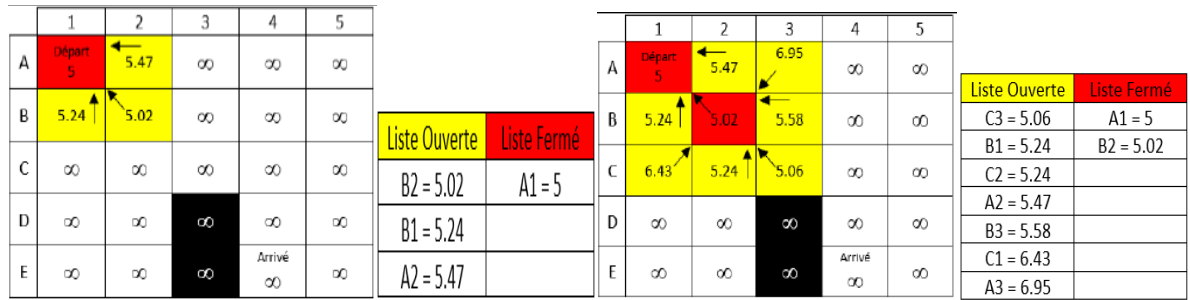 1 2 3 4 5
A Départ 5 5.47 ∞ ∞ ∞
B 5.24 5.02 ∞ ∞ ∞
C ∞ ∞ ∞ ∞ ∞
D ∞ ∞ ∞ ∞ ∞
E ∞ ∞ ∞ Arrivé ∞ ∞
Liste Ouverte Liste Fermé
B2 = 5.02 A1 = 5
B1 = 5.24
A2 = 5.47
1 2 3 4 5
A Départ 5 5.47 6.95 ∞ ∞
B 5.24 5.02 5.58 ∞ ∞
C 6.43 5.24 5.06 ∞ ∞
D ∞ ∞ ∞ ∞ ∞
E ∞ ∞ ∞ Arrivé ∞ ∞
Liste Ouverte Liste Fermé
C3 = 5.06 A1 = 5
B1 = 5.24 B2 = 5.02
C2 = 5.24
A2 = 5.47
B3 = 5.58
C1 = 6.43
A3 = 6.95